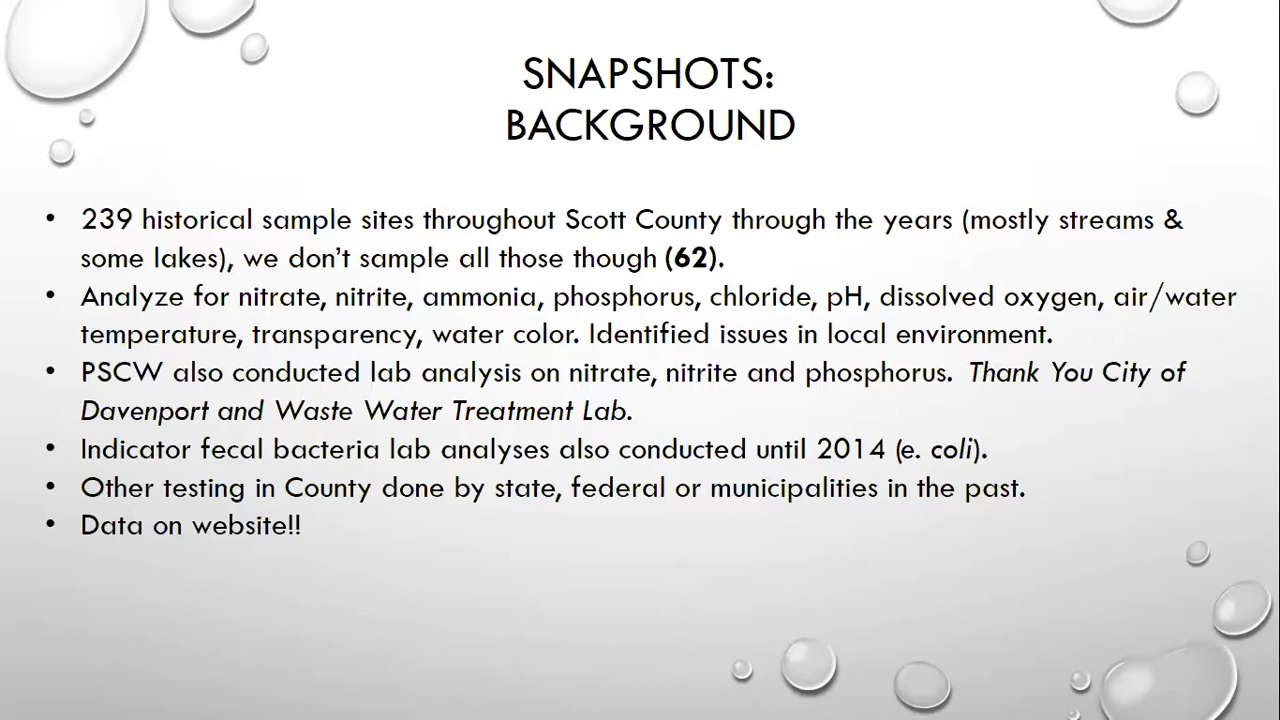 SNAPSHOTS:
BACKGROUND
• 239 historical sample sites throughout Scott County through the years (mostly streams &
some lakes), we don't sample all those though (62).
• Analyze for nitrate, nitrite, ammonia, phosphorus, chloride, pH, dissolved oxygen, air/water
temperature, transparency, water color. Identified issues in local environment.
• PSCW also conducted lab analysis on nitrate, nitrite and phosphorus. Thank You City of
Davenport and Waste Water Treatment Lab.
• Indicator fecal bacteria lab analyses also conducted until 2014 (e. coli).
• Other testing in County done by state, federal or municipalities in the past.
• Data on website!!